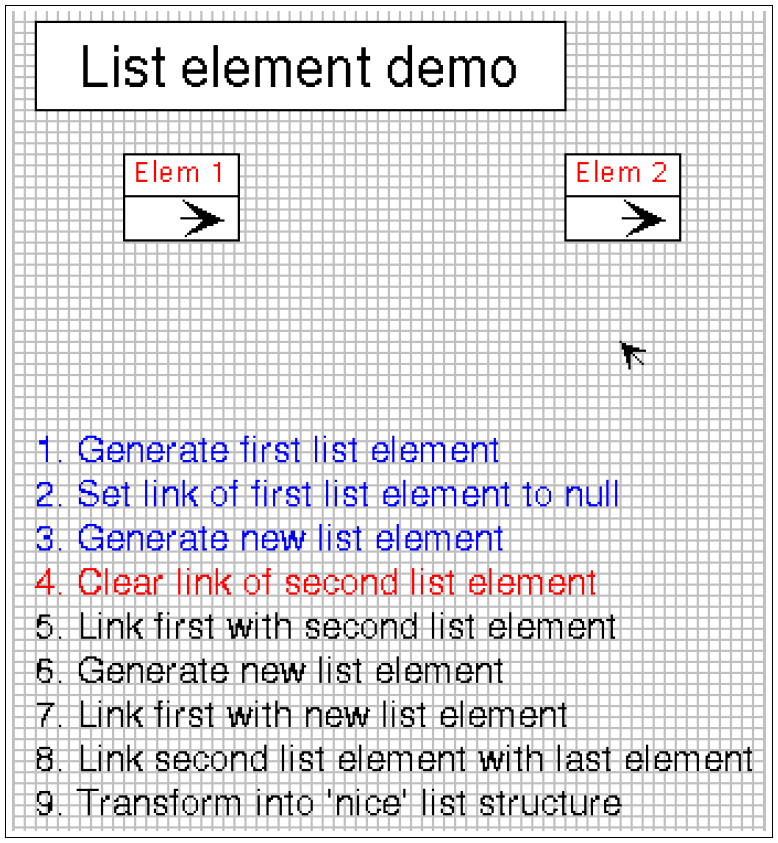 List element demo
Elem 1
Elem 2
1. Generate first list element
2. Set link of first list element to null
3. Generate new list element
4. Clear link of second list element
5. Link first with second list element
6. Generate new list element
7. Link first with new list element
8. Link second list element with last element
9. Transform into 'nice' list structure